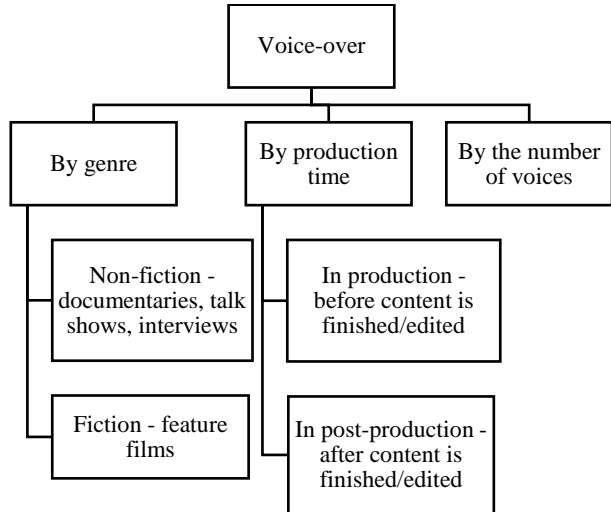 Voice-over
By genre
By production
time
By the number
of voices
Non-fiction -
documentaries, talk
shows, interviews
In production -
before content is
finished/edited
Fiction - feature
films
In post-production -
after content is
finished/edited